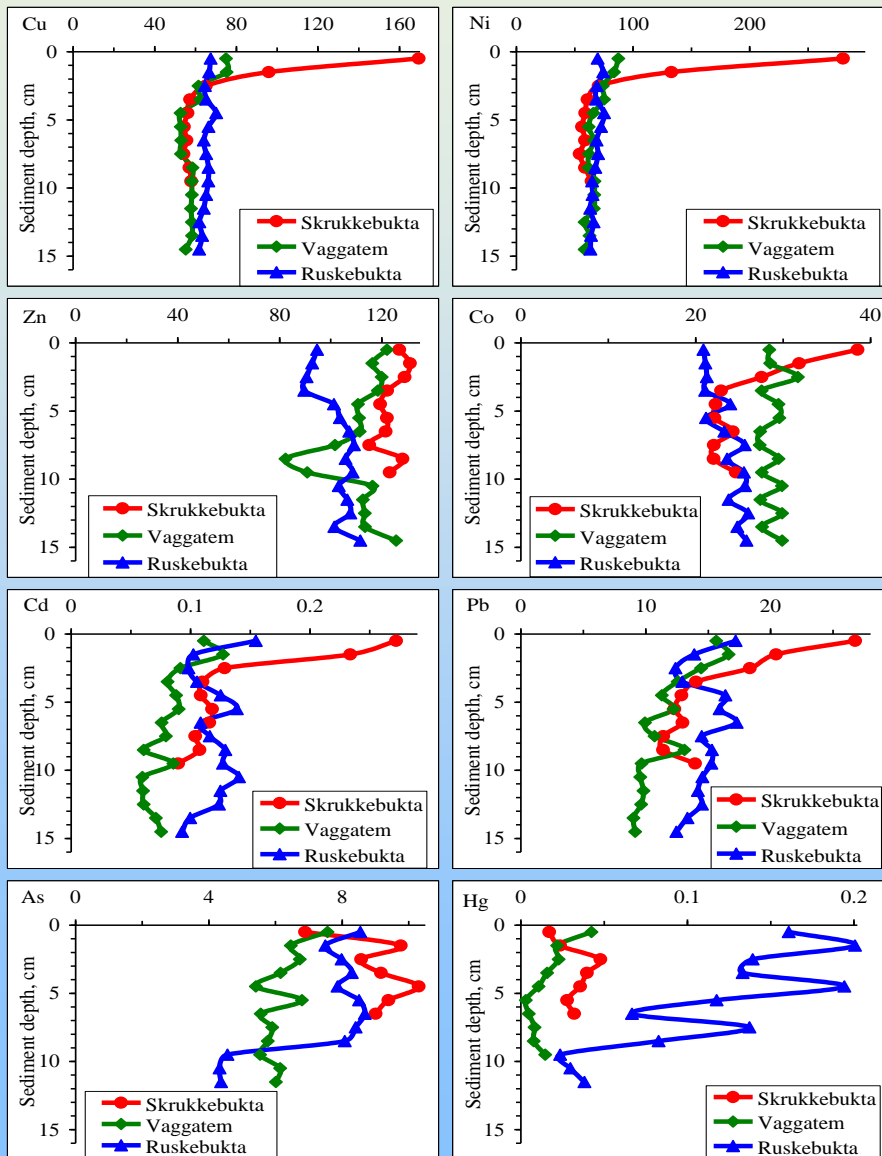 Cu 0 40 80 120 160
0
5
10
15
Sediment depth, cm
Skrukkebukta
Vaggatem
Ruskebukta
Ni 0 100 200
0
5
10
15
Sediment depth, cm
Skrukkebukta
Vaggatem
Ruskebukta
Zn 0 40 80 120
0
5
10
15
Sediment depth, cm
Skrukkebukta
Vaggatem
Ruskebukta
Co 0 20 40
0
5
10
15
Sediment depth, cm
Skrukkebukta
Vaggatem
Ruskebukta
Cd 0 0.1 0.2
0
5
10
15
Sediment depth, cm
Skrukkebukta
Vaggatem
Ruskebukta
Pb 0 10 20
0
5
10
15
Sediment depth, cm
Skrukkebukta
Vaggatem
Ruskebukta
As 0 4 8
0
5
10
15
Sediment depth, cm
Skrukkebukta
Vaggatem
Ruskebukta
Hg 0 0.1 0.2
0
5
10
15
Sediment depth, cm
Skrukkebukta
Vaggatem
Ruskebukta